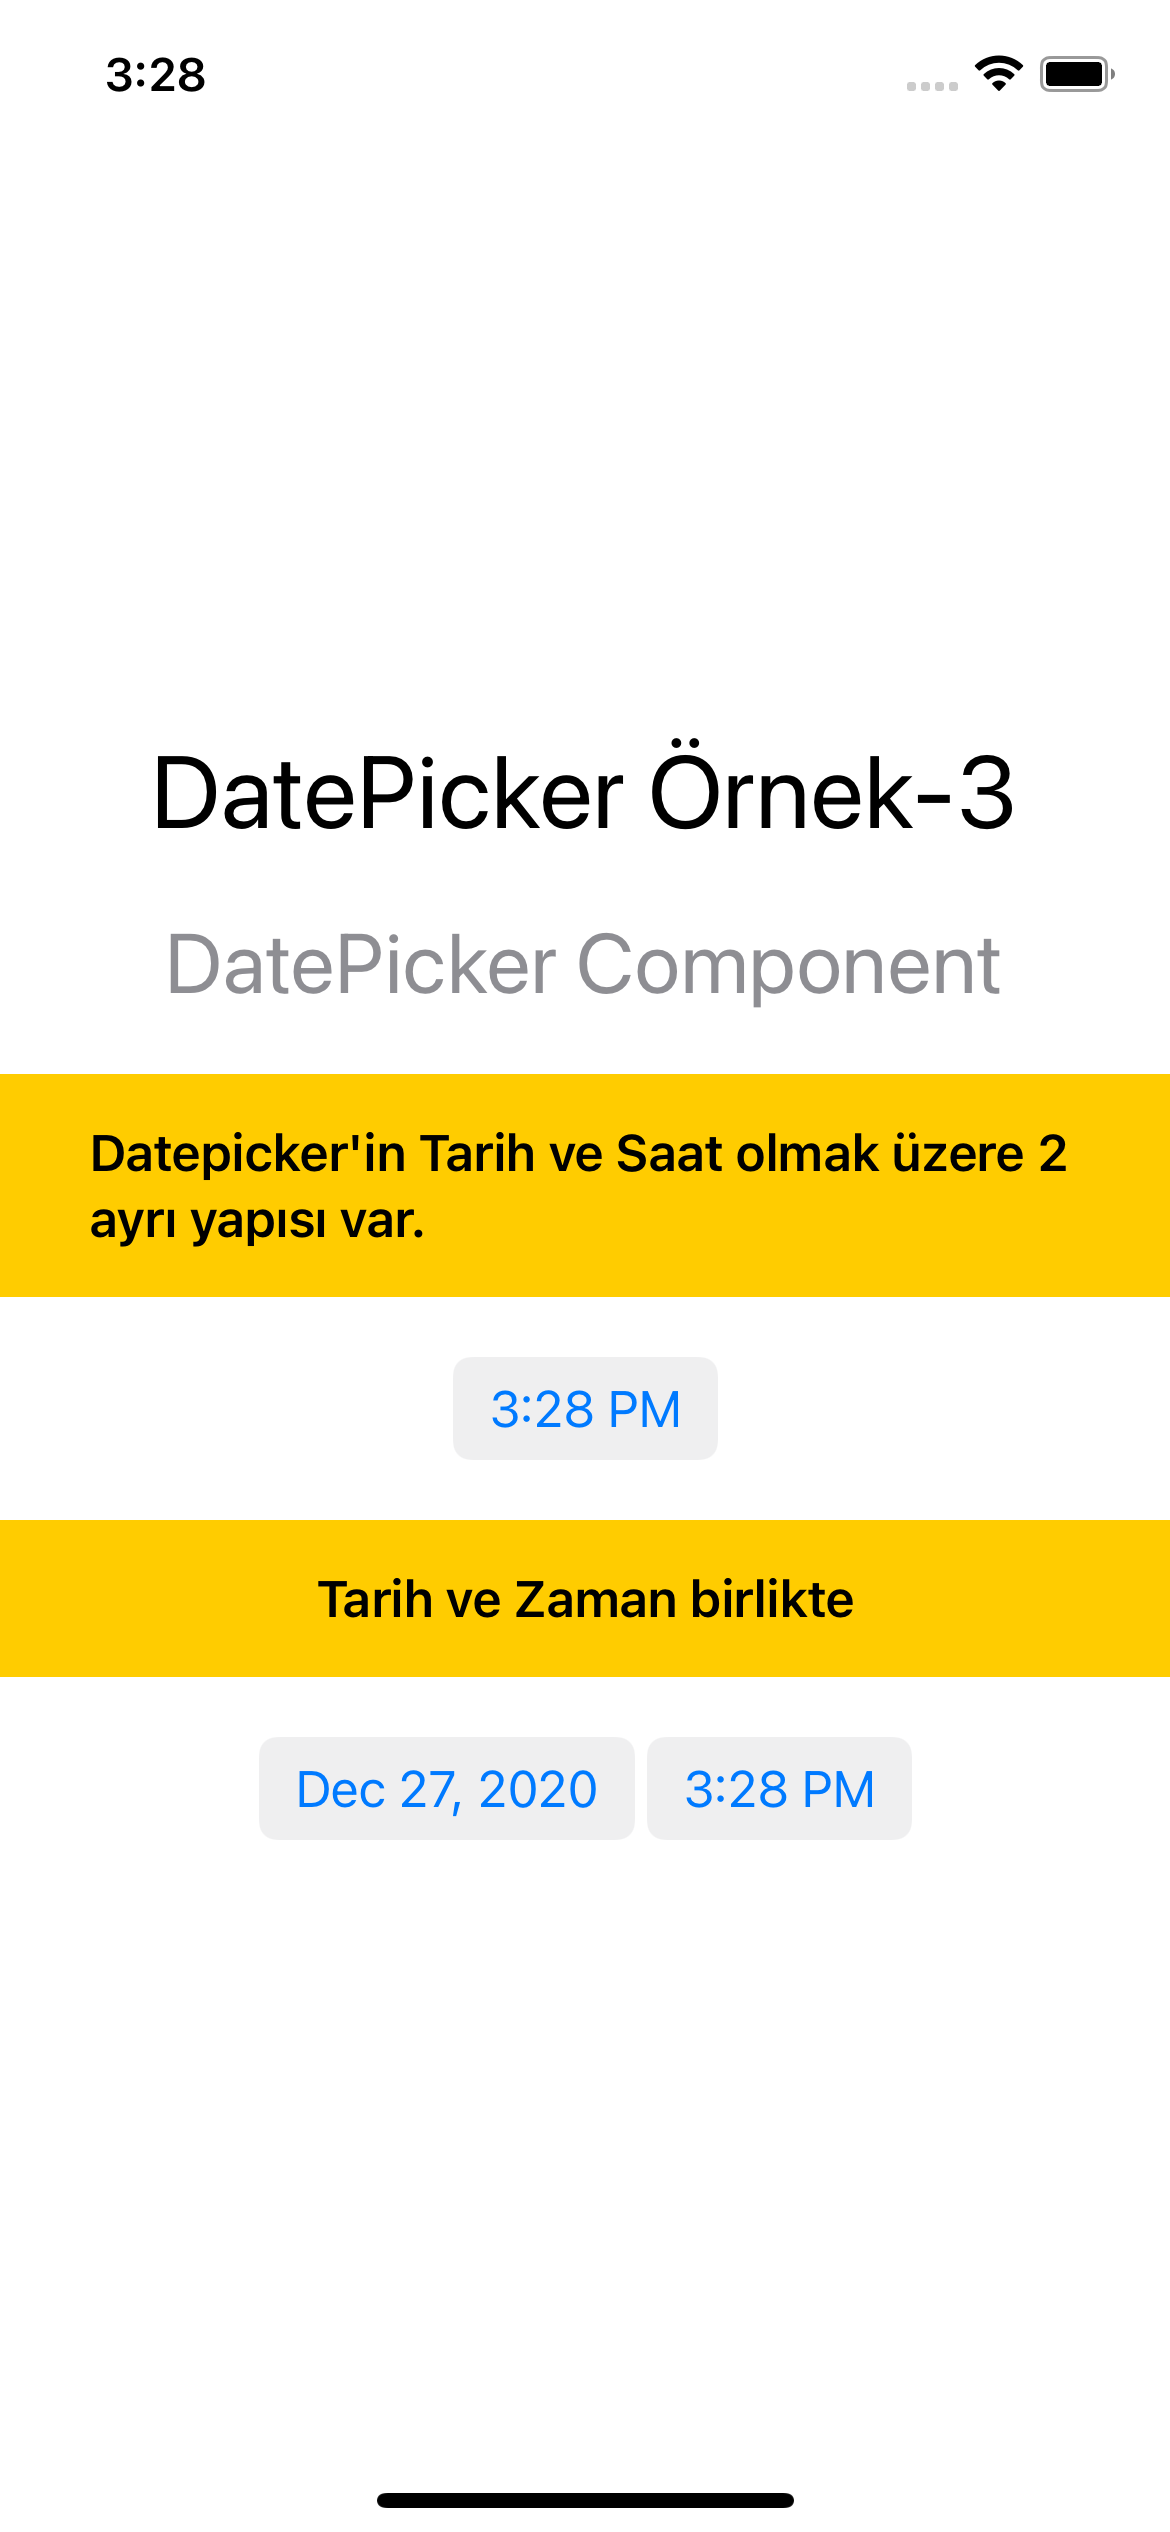 3:28
DatePicker Örnek-3
DatePicker Component
Datepicker'in Tarih ve Saat olmak üzere 2
ayrı yapısı var.
3:28 PM
Tarih ve Zaman birlikte
Dec 27, 2020 3:28 PM